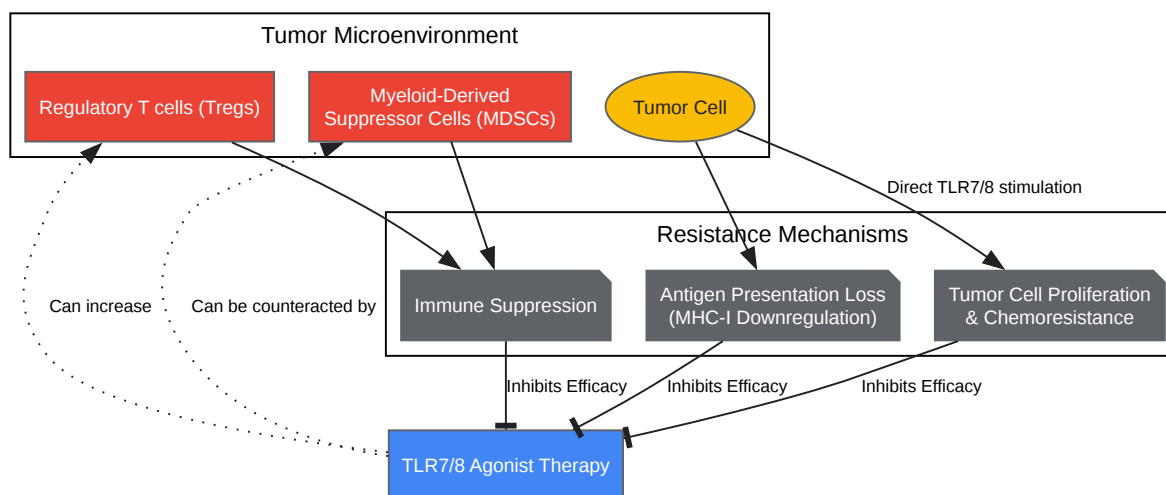 Tumor Microenvironment
Regulatory T cells (Tregs)
Myeloid-Derived
Suppressor Cells (MDSCs)
Tumor Cell
Direct TLR7/8 stimulation
Resistance Mechanisms
Immune Suppression
Antigen Presentation Loss
(MHC-I Downregulation)
Tumor Cell Proliferation
& Chemoresistance
Can increase
Can be counteracted by
Inhibits Efficacy
Inhibits Efficacy
Inhibits Efficacy
TLR7/8 Agonist Therapy